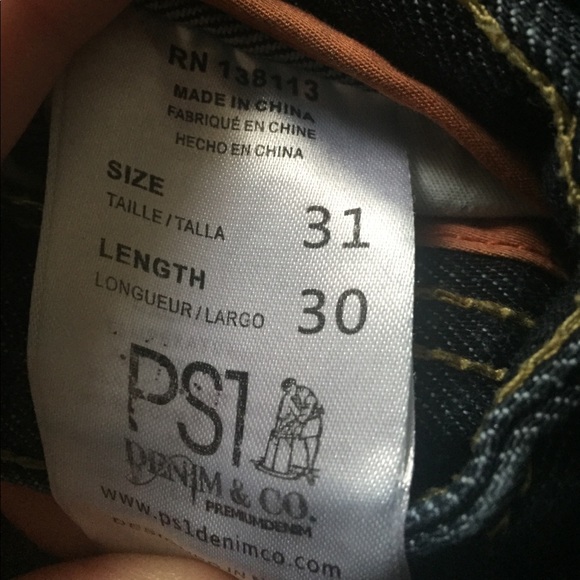 RN 138113
MADE IN CHINA
FABRIQUÉ EN CHINE
HECHO EN CHINA
SIZE
TAILLE/TALLA
31
LENGTH
LONGUEUR/LARGO
30
PS1
DENIM & CO.
PREMIUMDENIM
www.ps1denimco.com